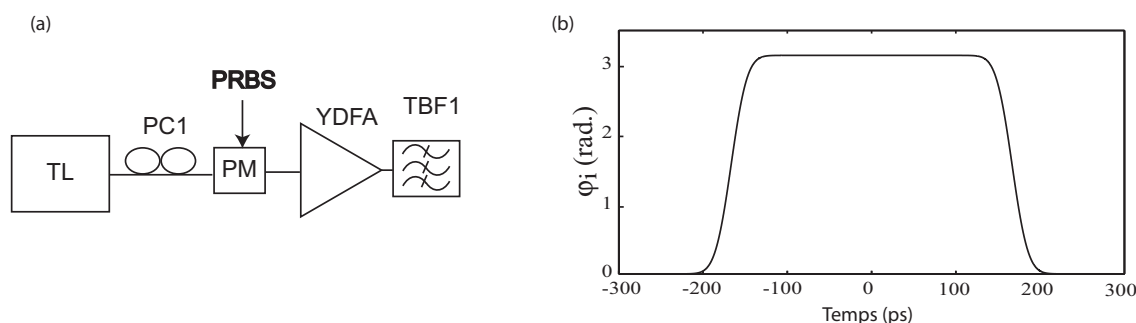 (a)
PRBS
PC1
YDFA
TBF1
TL
PM
(b)
φi (rad.)
3
2
1
0
-300
-200
-100
0
100
200
300
Temps (ps)